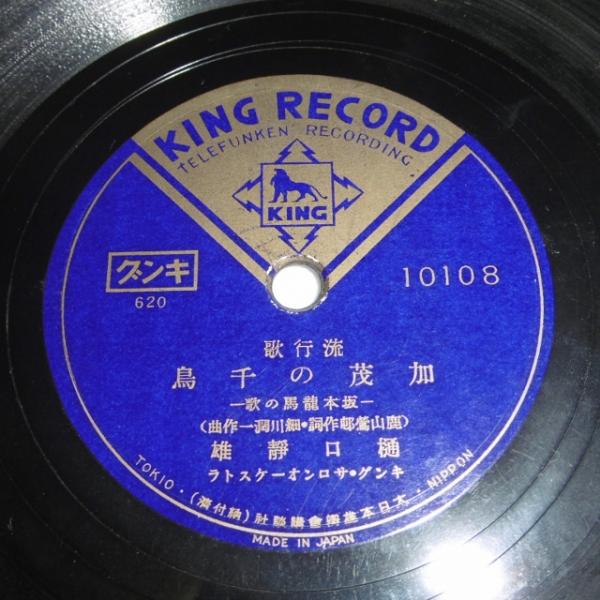 KING RECORD
TELEFUNKEN RECORDING
KING
キング
620
10108
流行歌
加茂の千鳥
―坂本龍馬の歌―
(鹿山鶯邨作詞・細川潤一作曲)
樋口靜雄
キング・サロンオーケストラ
TOKIO・大日本雄辯會講談社(納付濟)・NIPPON
MADE IN JAPAN